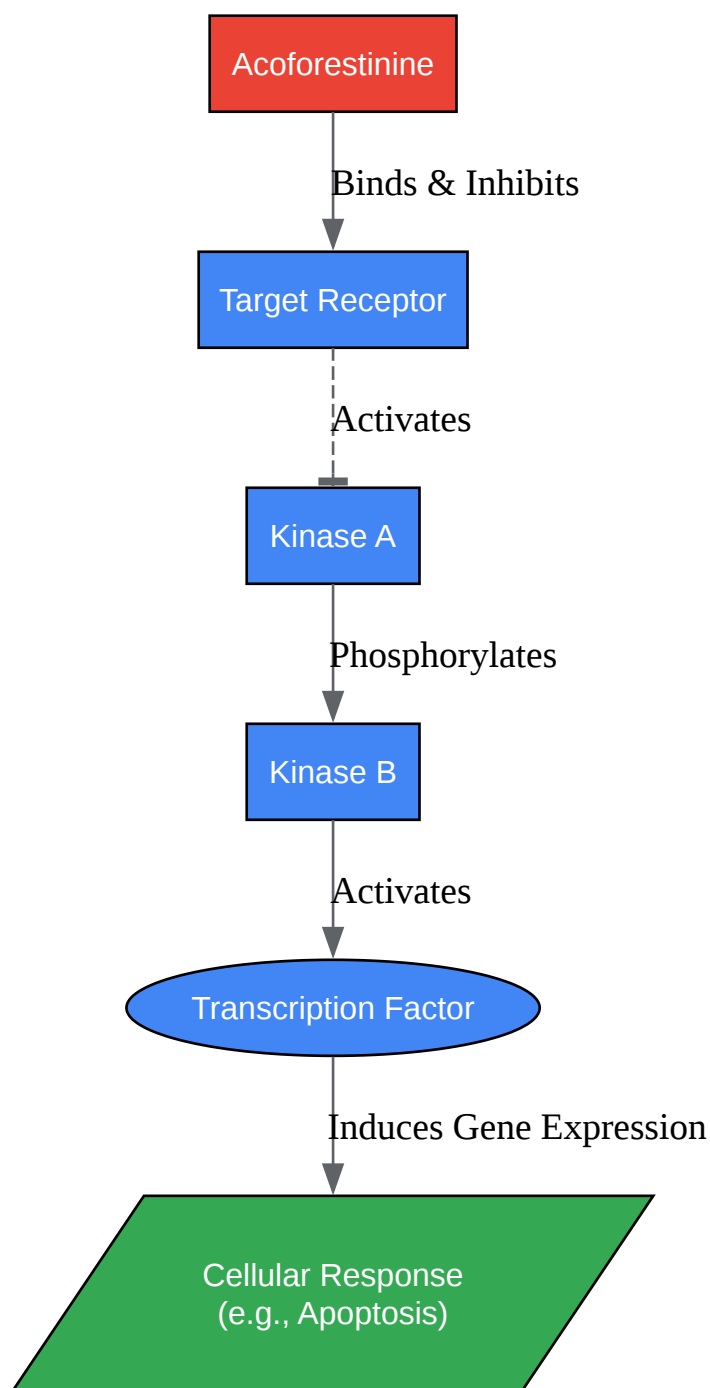 Acoforestinine
Binds & Inhibits
Target Receptor
Activates
Kinase A
Phosphorylates
Kinase B
Activates
Transcription Factor
Induces Gene Expression
Cellular Response
(e.g., Apoptosis)